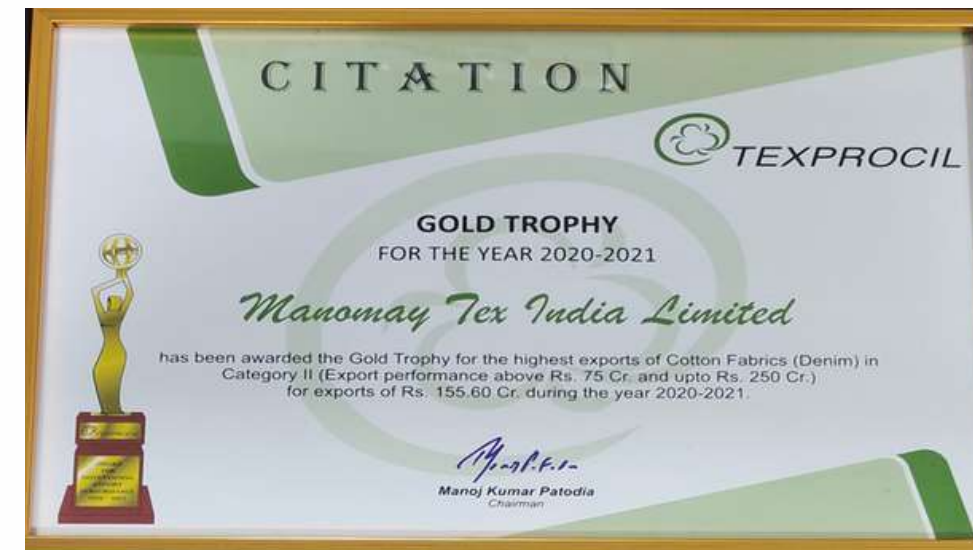 CITATION
TEXPROCIL
GOLD TROPHY
FOR THE YEAR 2020-2021
Manomay Tex India Limited
has been awarded the Gold Trophy for the highest exports of Cotton Fabrics (Denim) in
Category II (Export performance above Rs. 75 Cr. and upto Rs. 250 Cr.)
for exports of Rs. 155.60 Cr. during the year 2020-2021.
Manoj Kumar Patodia
Chairman